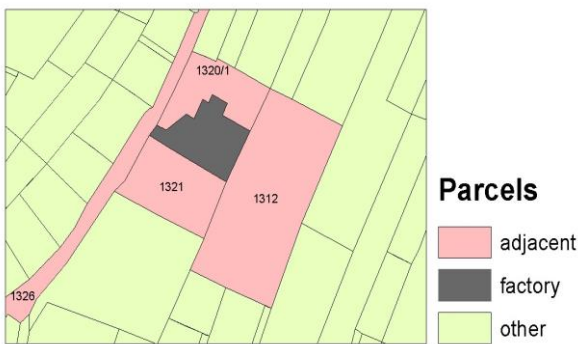 1320/1
1321
1312
1326
Parcels
adjacent
factory
other